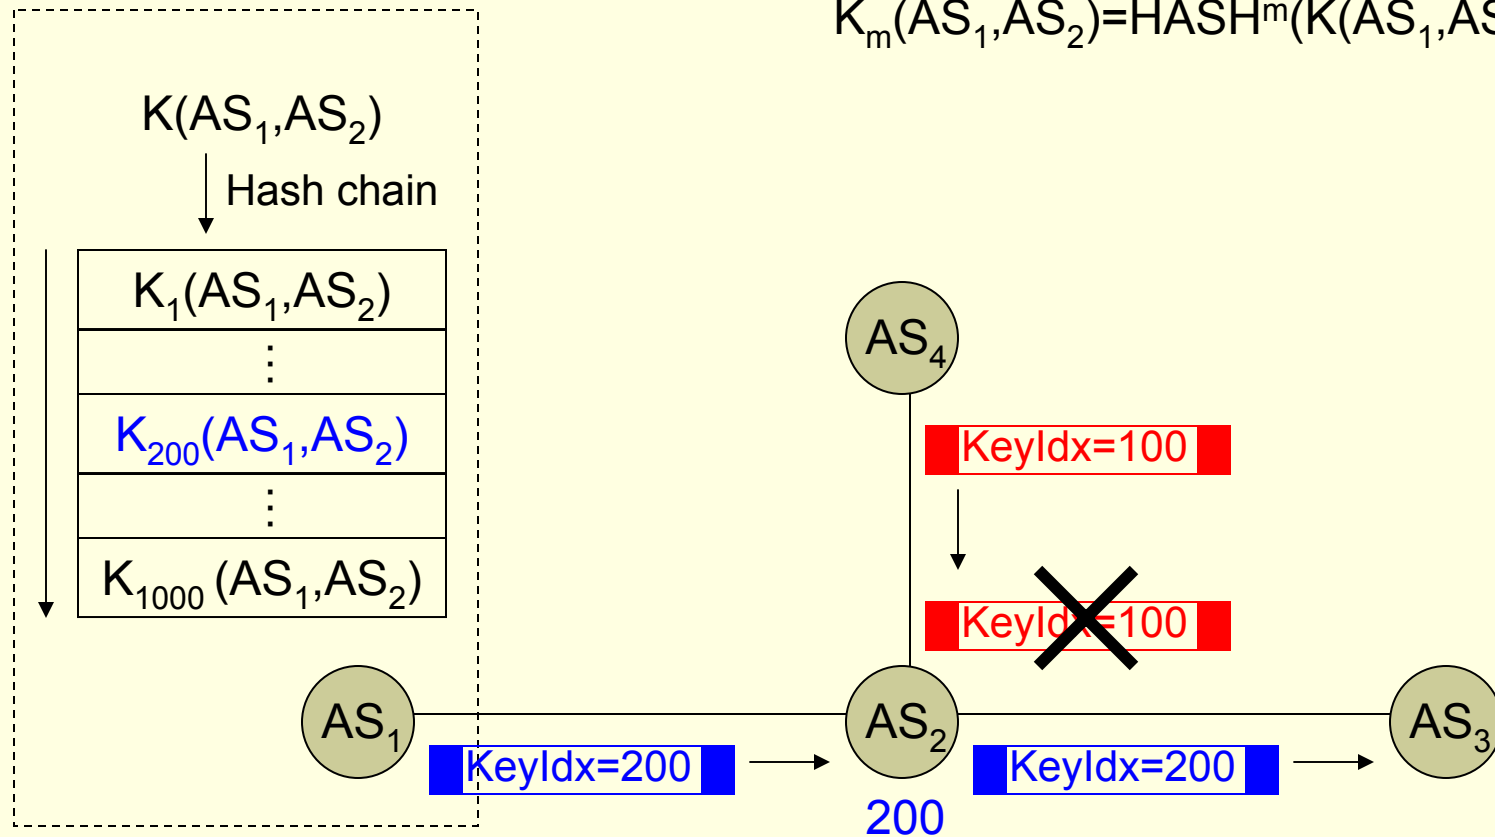 Kₘ(AS₁,AS₂)=HASHᵐ(K(AS₁,AS
K(AS₁,AS₂)
Hash chain
K₁(AS₁,AS₂)
⋮
K₂₀₀(AS₁,AS₂)
⋮
K₁₀₀₀ (AS₁,AS₂)
AS₄
KeyIdx=100
KeyIdx=100
AS₁
AS₂
AS₃
KeyIdx=200
KeyIdx=200
200